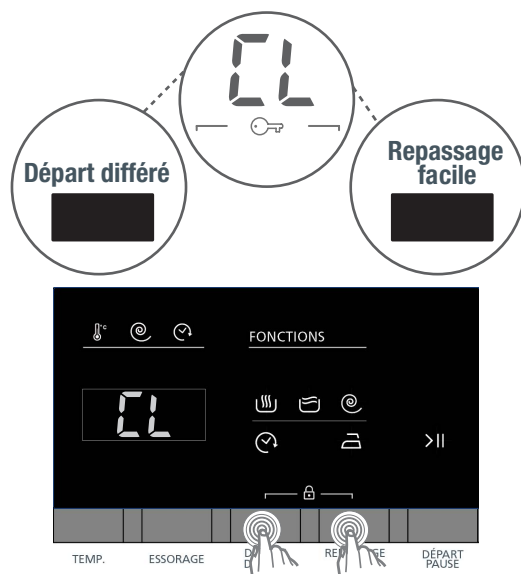 CL
Départ différé
Repassage
facile
°C
FONCTIONS
CL
TEMP.
ESSORAGE
DÉPART
PAUSE